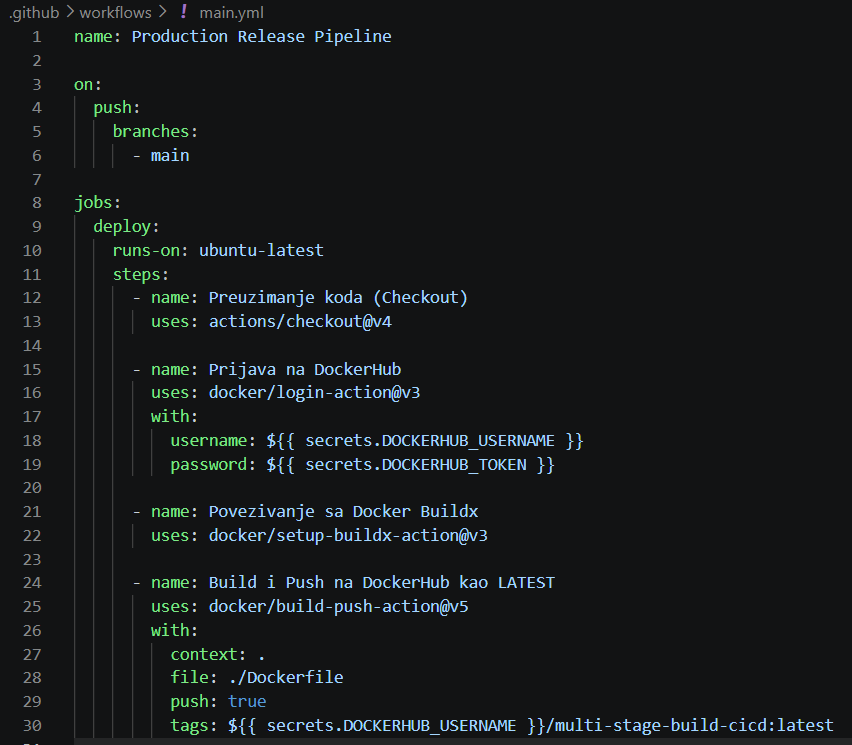 .github > workflows > ! main.yml
1 name: Production Release Pipeline
2
3 on:
4   push:
5     branches:
6       - main
7
8 jobs:
9   deploy:
10     runs-on: ubuntu-latest
11     steps:
12       - name: Preuzimanje koda (Checkout)
13         uses: actions/checkout@v4
14
15       - name: Prijava na DockerHub
16         uses: docker/login-action@v3
17         with:
18           username: ${{ secrets.DOCKERHUB_USERNAME }}
19           password: ${{ secrets.DOCKERHUB_TOKEN }}
20
21       - name: Povezivanje sa Docker Buildx
22         uses: docker/setup-buildx-action@v3
23
24       - name: Build i Push na DockerHub kao LATEST
25         uses: docker/build-push-action@v5
26         with:
27           context: .
28           file: ./Dockerfile
29           push: true
30           tags: ${{ secrets.DOCKERHUB_USERNAME }}/multi-stage-build-cicd:latest